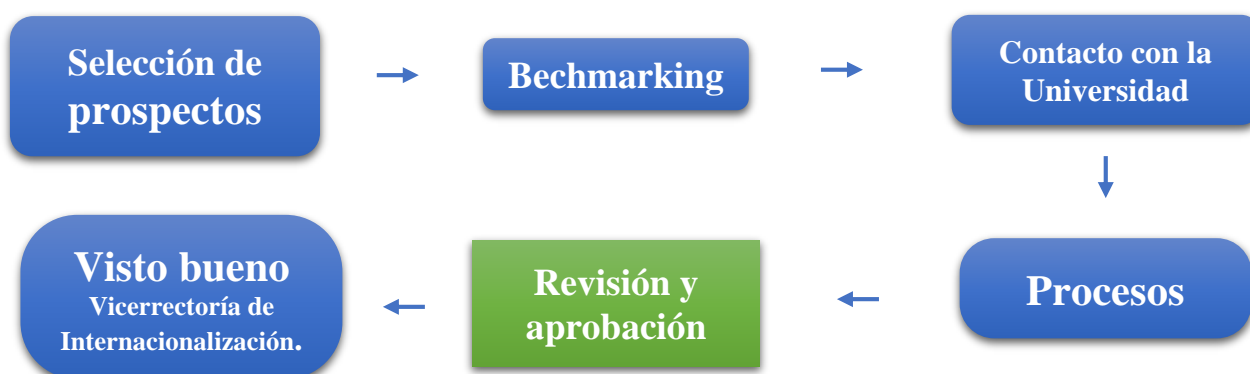 Selección de
prospectos
Bechmarking
Contacto con la
Universidad
Procesos
Revisión y
aprobación
Visto bueno
Vicerrectoría de
Internacionalización.